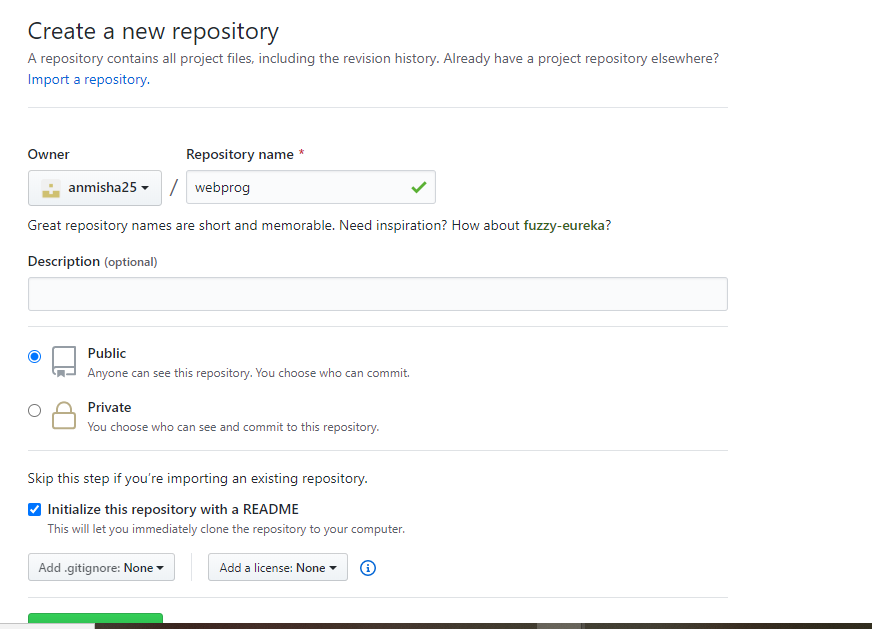 Create a new repository
A repository contains all project files, including the revision history. Already have a project repository elsewhere?
Import a repository.
Owner
Repository name *
anmisha25
/
webprog
Great repository names are short and memorable. Need inspiration? How about fuzzy-eureka?
Description (optional)
Public
Anyone can see this repository. You choose who can commit.
Private
You choose who can see and commit to this repository.
Skip this step if you're importing an existing repository.
Initialize this repository with a README
This will let you immediately clone the repository to your computer.
Add .gitignore: None
Add a license: None